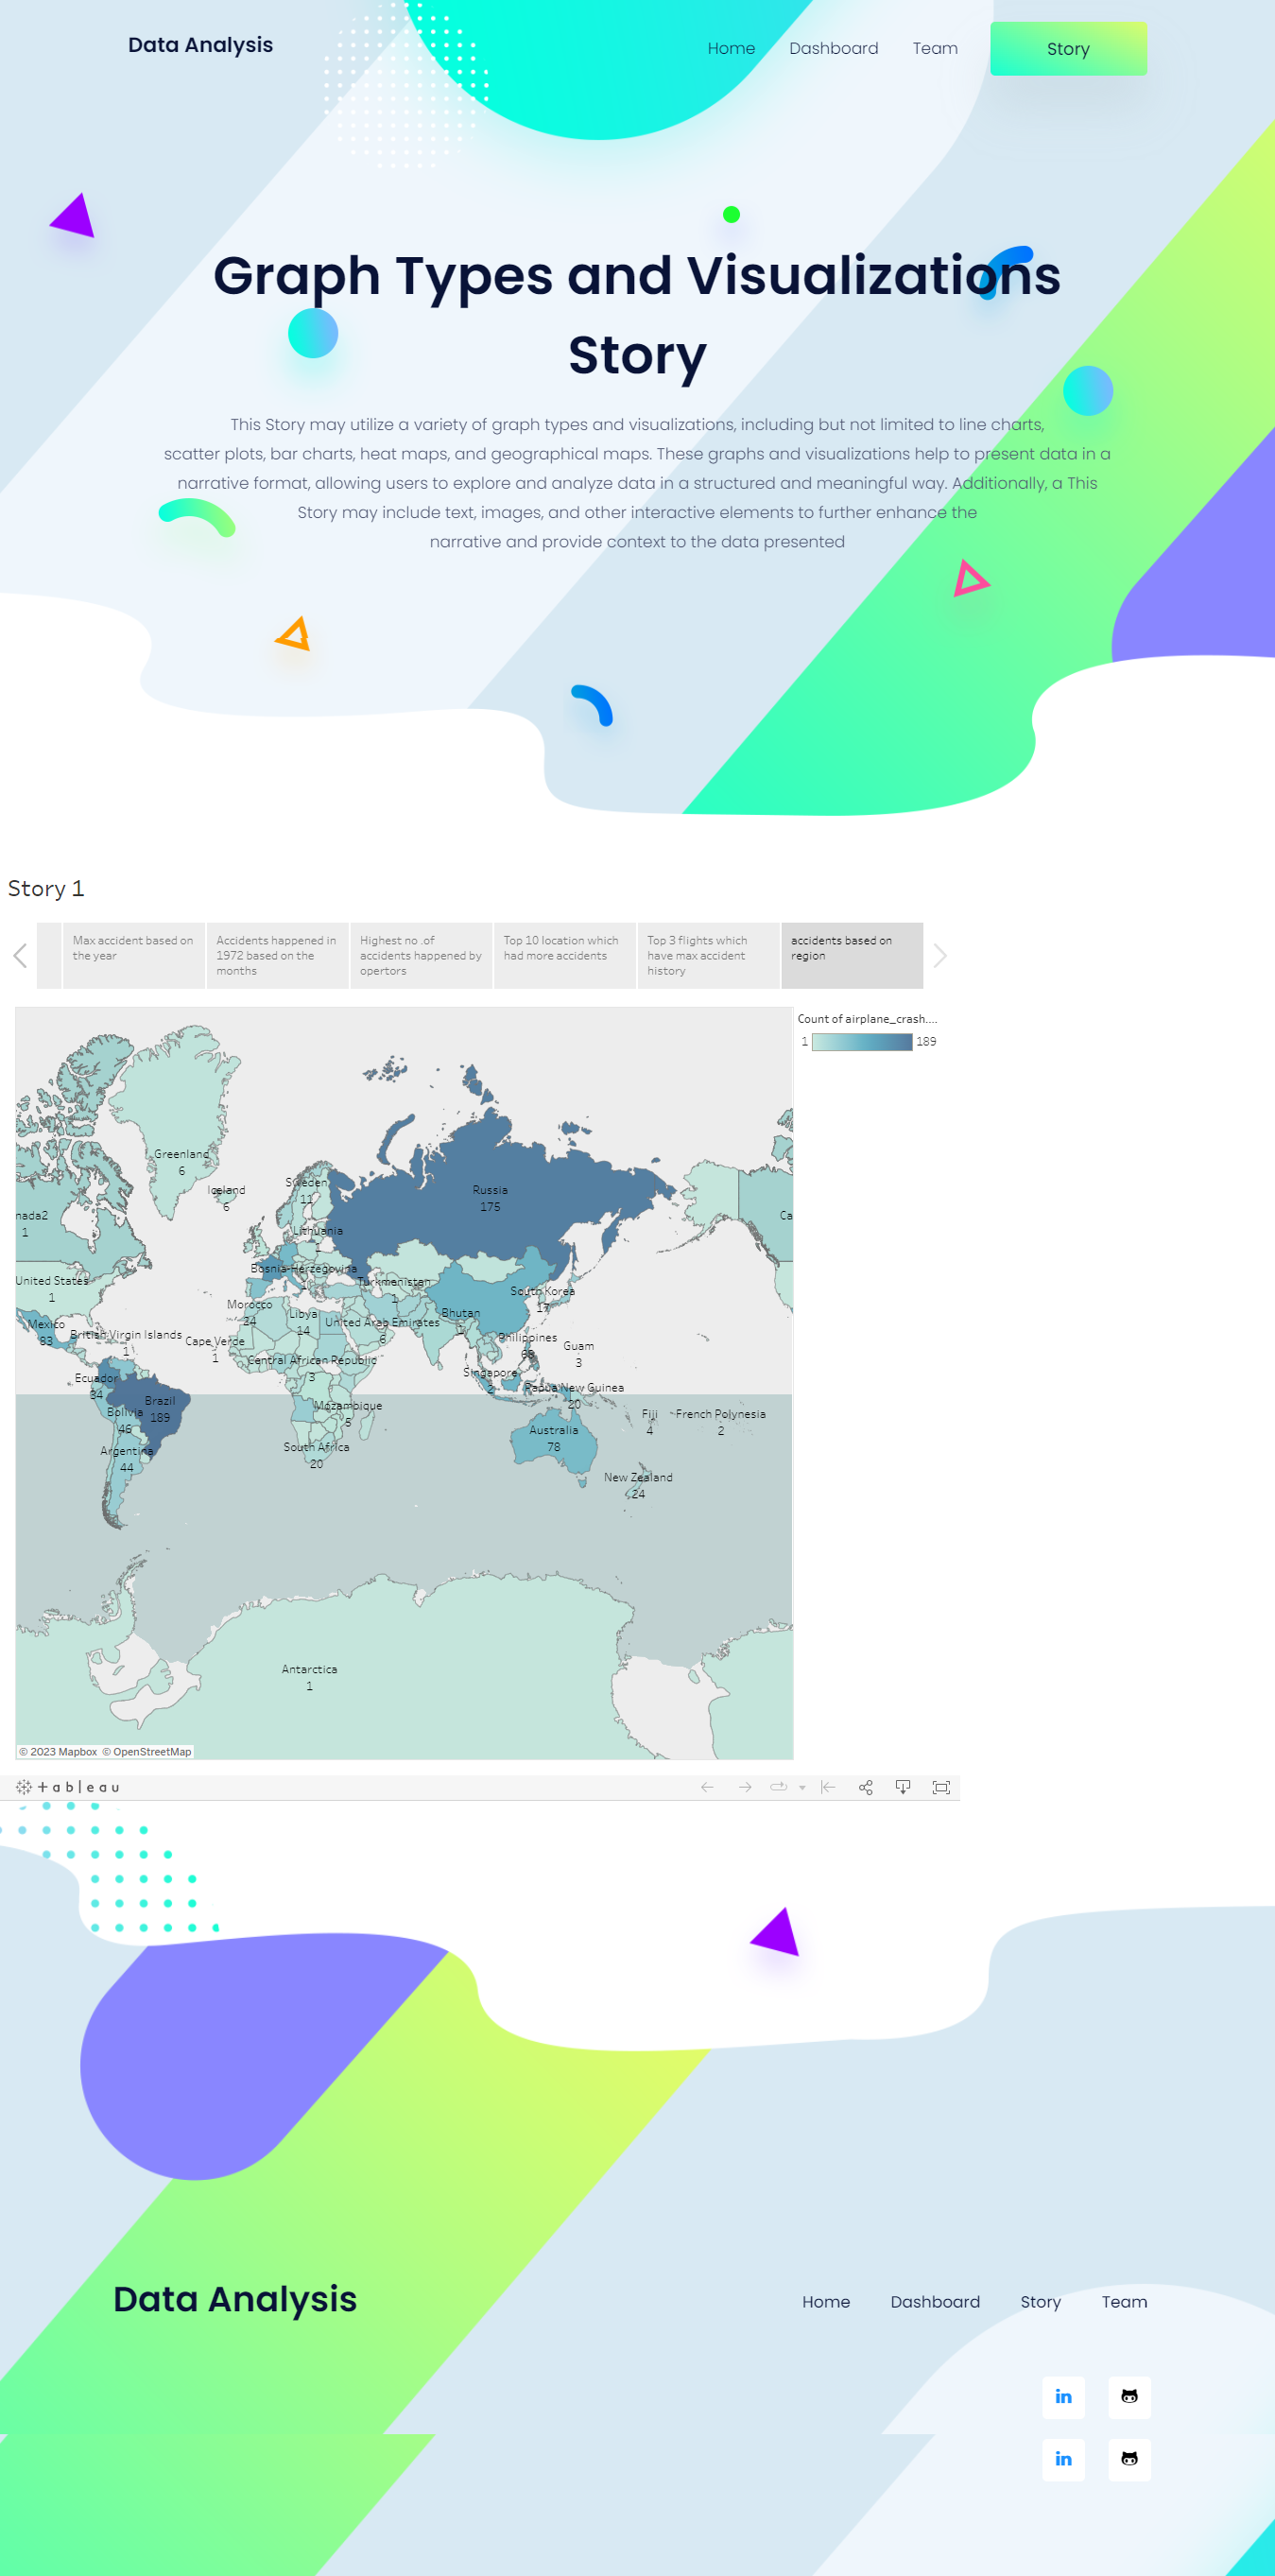 Data Analysis
Home Dashboard Team Story
Graph Types and Visualizations
Story
This Story may utilize a variety of graph types and visualizations, including but not limited to line charts,
scatter plots, bar charts, heat maps, and geographical maps. These graphs and visualizations help to present data in a
narrative format, allowing users to explore and analyze data in a structured and meaningful way. Additionally, a This
Story may include text, images, and other interactive elements to further enhance the
narrative and provide context to the data presented
Story 1
Max accident based on
the year
Accidents happened in
1972 based on the
months
Highest no .of
accidents happened by
opertors
Top 10 location which
had more accidents
Top 3 flights which
have max accident
history
accidents based on
region
Count of airplane_crash....
1 189
Greenland
6
Iceland
6
Sweden
11
Russia
175
nada2
1
Ca
Lithuania
1
Bosnia-Herzegovina
1
Turkmenistan
1
United States
1
South Korea
17
Morocco
24
Libya
14
United Arab Emirates
6
Bhutan
1
Mexico
83
British Virgin Islands
1
Cape Verde
1
Philippines
68
Guam
3
Central African Republic
3
Singapore
2
Ecuador
34
Papua New Guinea
20
Brazil
189
Mozambique
5
Bolivia
46
Fiji
4
French Polynesia
2
Australia
78
Argentina
44
South Africa
20
New Zealand
24
Antarctica
1
© 2023 Mapbox © OpenStreetMap
+ a b l e a u
Data Analysis
Home Dashboard Story Team
in
in